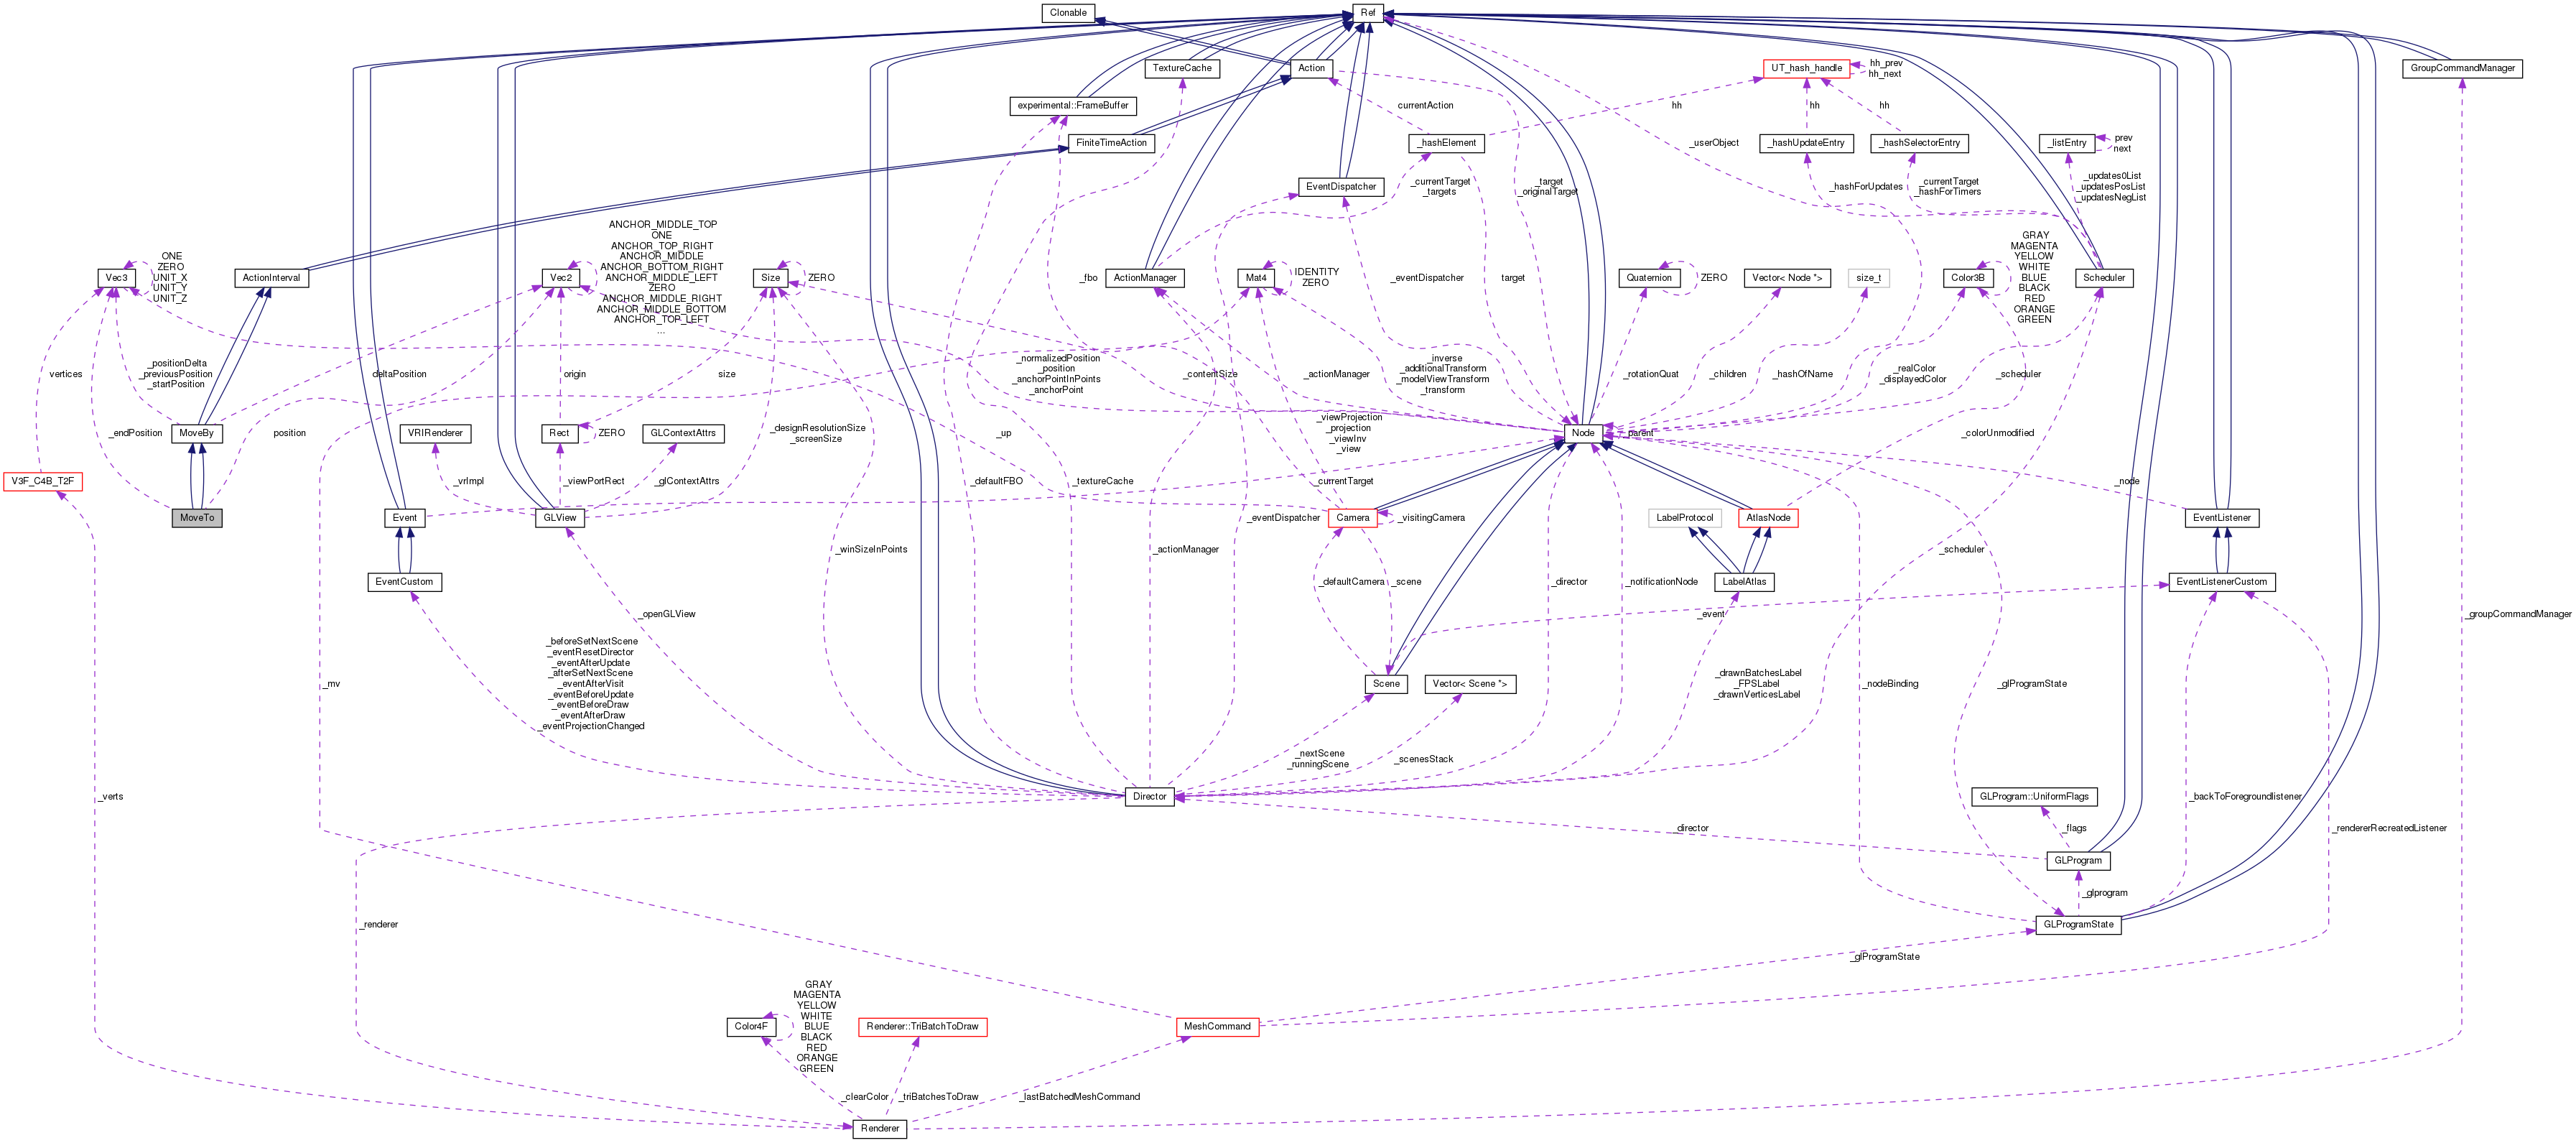 Clonable
Ref
TextureCache
Action
UT_hash_handle
hh_prev
hh_next
GroupCommandManager
experimental::FrameBuffer
currentAction
hh
hh
hh
FiniteTimeAction
_hashElement
_hashUpdateEntry
_hashSelectorEntry
_listEntry
prev
next
_userObject
EventDispatcher
_currentTarget
_targets
_target
_originalTarget
_hashForUpdates
_currentTarget
_hashForTimers
_updates0List
_updatesPosList
_updatesNegList
Vec3
ONE
ZERO
UNIT_X
UNIT_Y
UNIT_Z
ActionInterval
Vec2
ANCHOR_MIDDLE_TOP
ONE
ANCHOR_TOP_RIGHT
ANCHOR_MIDDLE
ANCHOR_BOTTOM_RIGHT
ANCHOR_MIDDLE_LEFT
ZERO
ANCHOR_MIDDLE_RIGHT
ANCHOR_MIDDLE_BOTTOM
ANCHOR_TOP_LEFT
...
Size
ZERO
_fbo
ActionManager
Mat4
IDENTITY
ZERO
_eventDispatcher
target
Quaternion
ZERO
Vector< Node *>
size_t
Color3B
GRAY
MAGENTA
YELLOW
WHITE
BLUE
BLACK
RED
ORANGE
GREEN
Scheduler
vertices
_positionDelta
_previousPosition
_startPosition
deltaPosition
origin
size
_normalizedPosition
_position
_anchorPointInPoints
_anchorPoint
_contentSize
_actionManager
_inverse
_additionalTransform
_modelViewTransform
_transform
_rotationQuat
_children
_hashOfName
_realColor
_displayedColor
_scheduler
_endPosition
MoveBy
position
VRIRenderer
Rect
ZERO
GLContextAttrs
_designResolutionSize
_screenSize
_up
_viewProjection
_projection
_viewInv
_view
Node
_parent
_colorUnmodified
V3F_C4B_T2F
_vrImpl
_viewPortRect
_glContextAttrs
_defaultFBO
_textureCache
_currentTarget
_node
MoveTo
Event
GLView
_eventDispatcher
Camera
_visitingCamera
LabelProtocol
AtlasNode
EventListener
_winSizeInPoints
_actionManager
_scheduler
EventCustom
_defaultCamera
_scene
_director
_notificationNode
LabelAtlas
EventListenerCustom
_openGLView
_event
_groupCommandManager
_beforeSetNextScene
_eventResetDirector
_eventAfterUpdate
_afterSetNextScene
_eventAfterVisit
_eventBeforeUpdate
_eventBeforeDraw
_eventAfterDraw
_eventProjectionChanged
_mv
Scene
Vector< Scene *>
_drawnBatchesLabel
_FPSLabel
_drawnVerticesLabel
_nodeBinding
_glProgramState
_nextScene
_runningScene
_scenesStack
_verts
Director
GLProgram::UniformFlags
_backToForegroundlistener
_director
_flags
_rendererRecreatedListener
GLProgram
_glprogram
_renderer
GLProgramState
_glProgramState
GRAY
MAGENTA
YELLOW
WHITE
BLUE
BLACK
RED
ORANGE
GREEN
Color4F
Renderer::TriBatchToDraw
MeshCommand
_clearColor
_triBatchesToDraw
_lastBatchedMeshCommand
Renderer